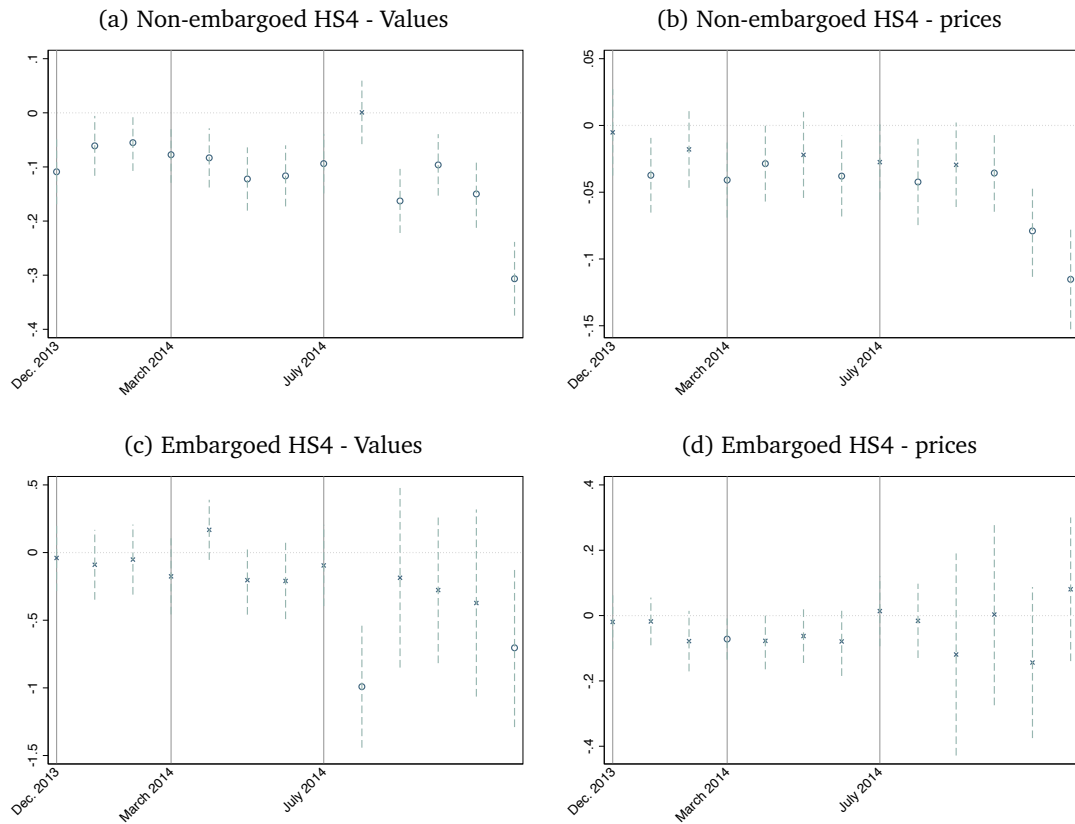 (a) Non-embargoed HS4 - Values
.1
0
-.1
-.2
-.3
-.4
Dec. 2013
March 2014
July 2014
(b) Non-embargoed HS4 - prices
.05
0
-.05
-.1
-.15
Dec. 2013
March 2014
July 2014
(c) Embargoed HS4 - Values
.5
0
-.5
-1
-1.5
Dec. 2013
March 2014
July 2014
(d) Embargoed HS4 - prices
.4
.2
0
-.2
-.4
Dec. 2013
March 2014
July 2014